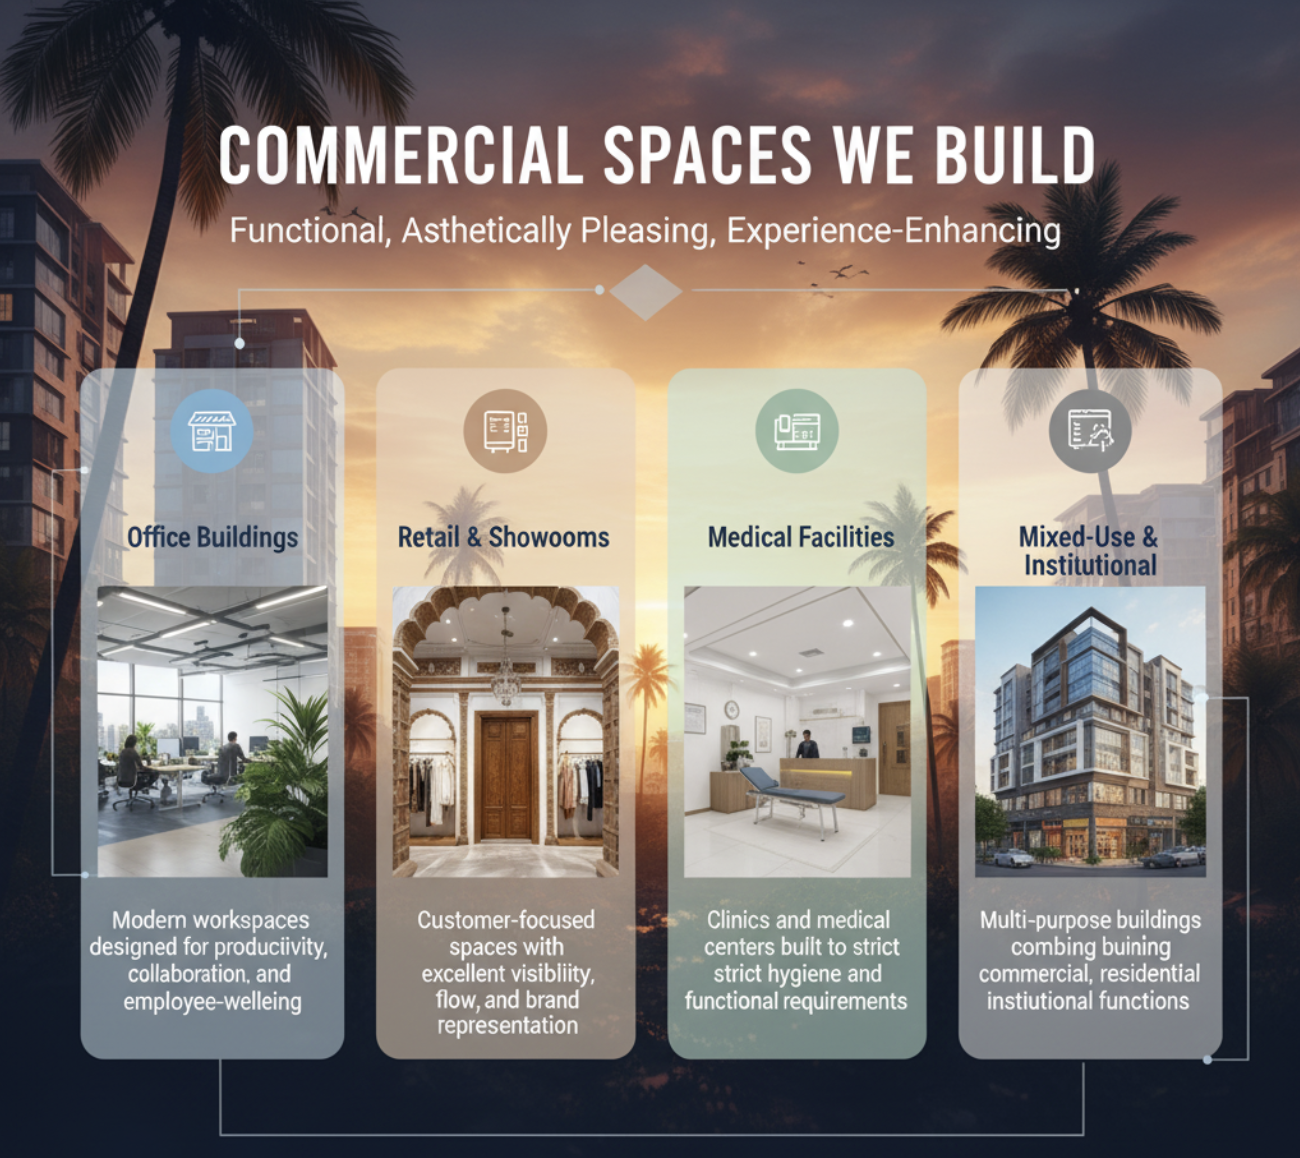 COMMERCIAL SPACES WE BUILD
Functional, Asthetically Pleasing, Experience-Enhancing
Office Buildings
Modern workspaces
designed for produciivity,
collaboration, and
employee-welleing
Retail & Showooms
Customer-focused
spaces with
excellent visibliity,
flow, and brand
representation
Medical Facilities
Clinics and medical
centers built to strict
strict hygiene and
functional requirements
Mixed-Use &
Institutional
Multi-purpose buildings
combing buining
commercial, residential
instiutional functions